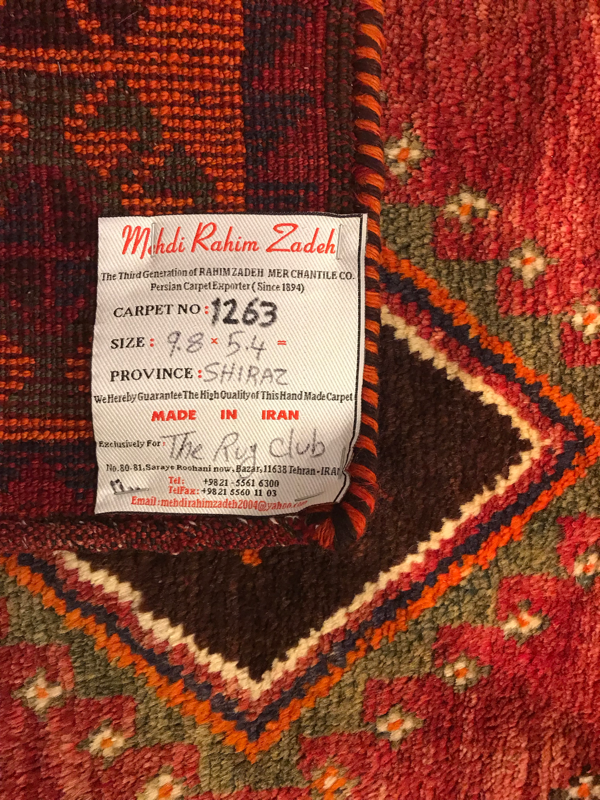 Mehdi Rahim Zadeh
The Third Generation of RAHIM ZADEH MERCHANTILE CO.
Persian Carpet Exporter ( Since 1894)
CARPET NO : 1263
SIZE : 9.8 × 5.4 =
PROVINCE : SHIRAZ
We Hereby Guarantee The High Quality of This Hand Made Carpet
MADE IN IRAN
Exclusively For : The Rug Club
No. 80-81. Saraye Roohani now, Bazar, 11638 Tehran - IRAN
Tel : +9821 - 5561 6300
TelFax : +9821 5560 11 03
Email : mehdirahimzadeh2004@yahoo.com